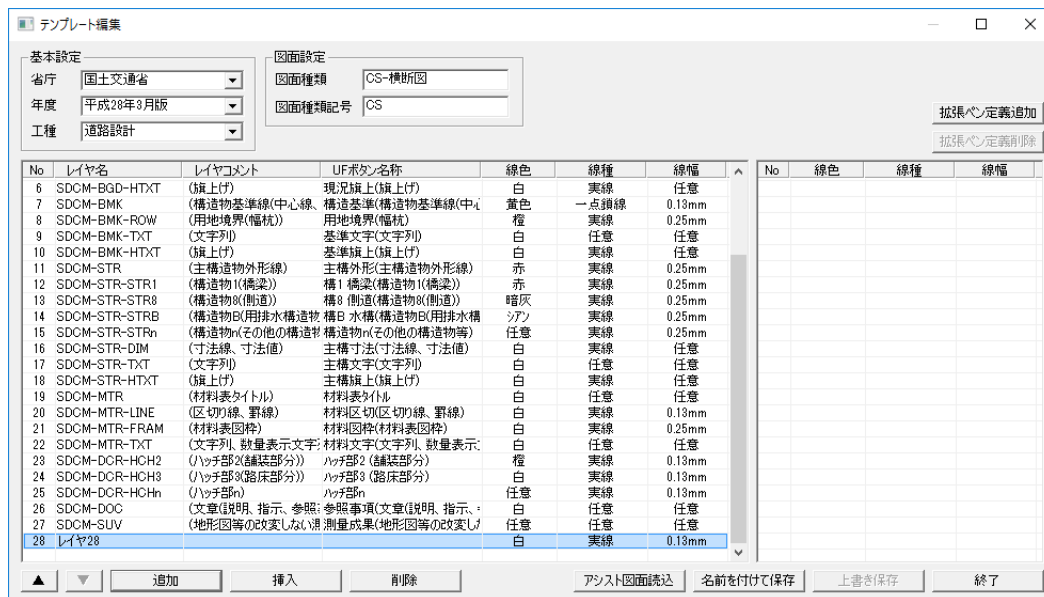 テンプレート編集
基本設定
省庁 国土交通省
年度 平成28年3月版
工種 道路設計
図面設定
図面種類 CS-横断図
図面種類記号 CS
拡張ペン定義追加
拡張ペン定義削除
No レイヤ名 レイヤコメント UFボタン名称 線色 線種 線幅
No 線色 線種 線幅
6 SDCM-BGD-HTXT (旗上げ) 現況旗上(旗上げ) 白 実線 任意
7 SDCM-BMK (構造物基準線(中心線、 構造基準(構造物基準線(中心 黄色 一点鎖線 0.13mm
8 SDCM-BMK-ROW (用地境界(幅杭)) 用地境界(幅杭) 橙 実線 0.25mm
9 SDCM-BMK-TXT (文字列) 基準文字(文字列) 白 任意 任意
10 SDCM-BMK-HTXT (旗上げ) 基準旗上(旗上げ) 白 実線 任意
11 SDCM-STR (主構造物外形線) 主構外形(主構造物外形線) 赤 実線 0.25mm
12 SDCM-STR-STR1 (構造物1(橋梁)) 構1 橋梁(構造物1(橋梁)) 赤 実線 0.25mm
13 SDCM-STR-STR8 (構造物8(側道)) 構8 側道(構造物8(側道)) 暗灰 実線 0.25mm
14 SDCM-STR-STRB (構造物B(用排水構造物 構B 水構(構造物B(用排水構 シアン 実線 0.25mm
15 SDCM-STR-STRn (構造物n(その他の構造物 構造物n(その他の構造物等) 任意 実線 0.25mm
16 SDCM-STR-DIM (寸法線、寸法値) 主構寸法(寸法線、寸法値) 白 実線 任意
17 SDCM-STR-TXT (文字列) 主構文字(文字列) 白 任意 任意
18 SDCM-STR-HTXT (旗上げ) 主構旗上(旗上げ) 白 実線 任意
19 SDCM-MTR (材料表タイトル) 材料表タイトル 白 任意 任意
20 SDCM-MTR-LINE (区切り線、罫線) 材料区切(区切り線、罫線) 白 実線 0.13mm
21 SDCM-MTR-FRAM (材料表図枠) 材料図枠(材料表図枠) 白 実線 0.25mm
22 SDCM-MTR-TXT (文字列、数量表示文字 材料文字(文字列、数量表示 白 任意 任意
23 SDCM-DCR-HCH2 (ハッチ部2(舗装部分)) ハッチ部2 (舗装部分) 橙 実線 0.13mm
24 SDCM-DCR-HCH3 (ハッチ部3(路床部分)) ハッチ部3 (路床部分) 白 実線 0.13mm
25 SDCM-DCR-HCHn (ハッチ部n) ハッチ部n 任意 実線 0.13mm
26 SDCM-DOC (文章(説明、指示、参照 参照事項(文章(説明、指示、 白 任意 任意
27 SDCM-SUV (地形図等の改変しない 測量成果(地形図等の改変し 任意 任意 任意
28 レイヤ28 白 実線 0.13mm
追加 挿入 削除 アシスト図面読込 名前を付けて保存 上書き保存 終了